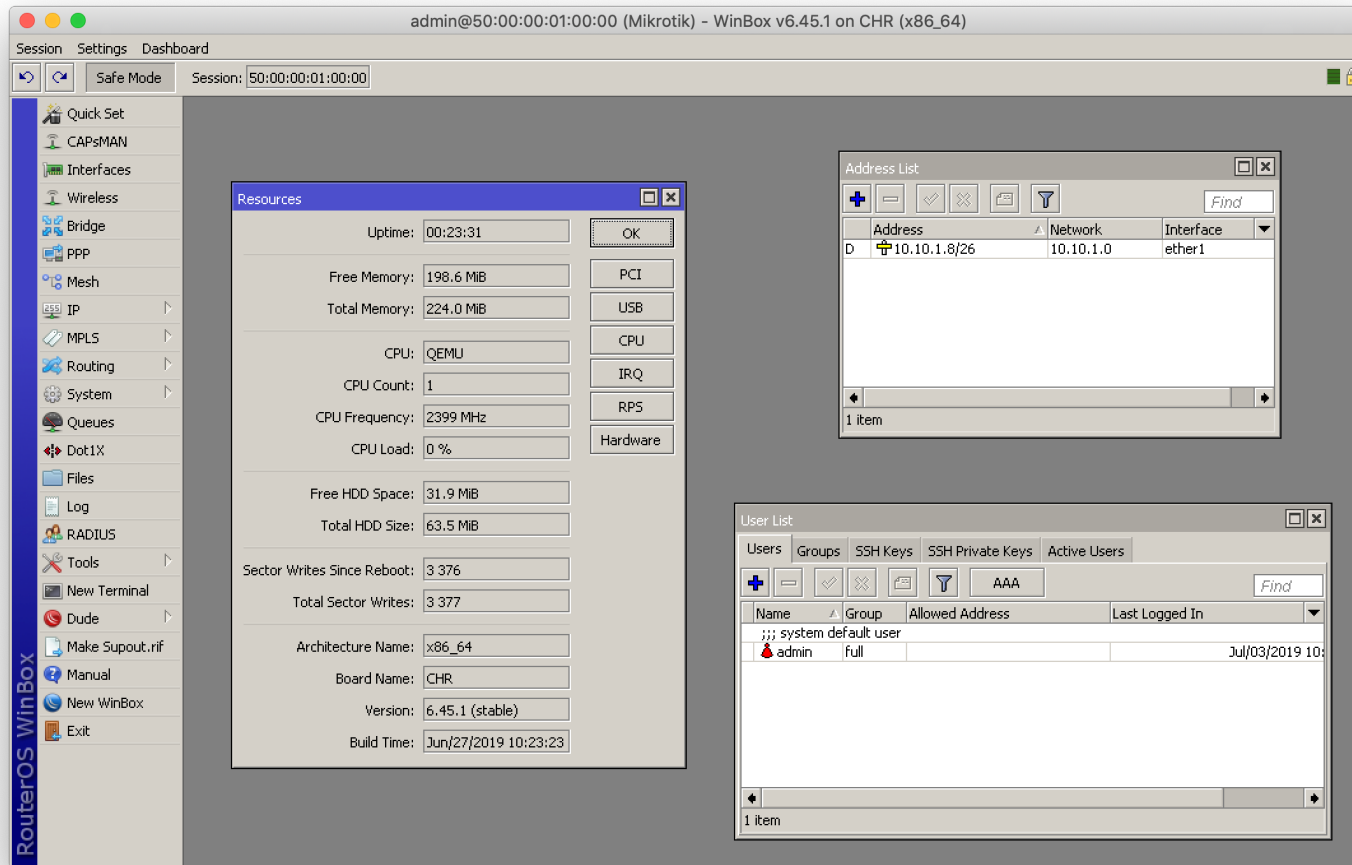 admin@50:00:00:01:00:00 (Mikrotik) - WinBox v6.45.1 on CHR (x86_64)
Session Settings Dashboard
Safe Mode Session: 50:00:00:01:00:00
RouterOS WinBox
Quick Set
CAPsMAN
Interfaces
Wireless
Bridge
PPP
Mesh
255 IP
MPLS
Routing
System
Queues
Dot1X
Files
Log
RADIUS
Tools
New Terminal
Dude
Make Supout.rif
Manual
New WinBox
Exit
Resources
Uptime: 00:23:31
Free Memory: 198.6 MiB
Total Memory: 224.0 MiB
CPU: QEMU
CPU Count: 1
CPU Frequency: 2399 MHz
CPU Load: 0 %
Free HDD Space: 31.9 MiB
Total HDD Size: 63.5 MiB
Sector Writes Since Reboot: 3 376
Total Sector Writes: 3 377
Architecture Name: x86_64
Board Name: CHR
Version: 6.45.1 (stable)
Build Time: Jun/27/2019 10:23:23
OK
PCI
USB
CPU
IRQ
RPS
Hardware
Address List
Find
Address Network Interface
D 10.10.1.8/26 10.10.1.0 ether1
1 item
User List
Users Groups SSH Keys SSH Private Keys Active Users
AAA Find
Name Group Allowed Address Last Logged In
;;; system default user
admin full Jul/03/2019 10:
1 item